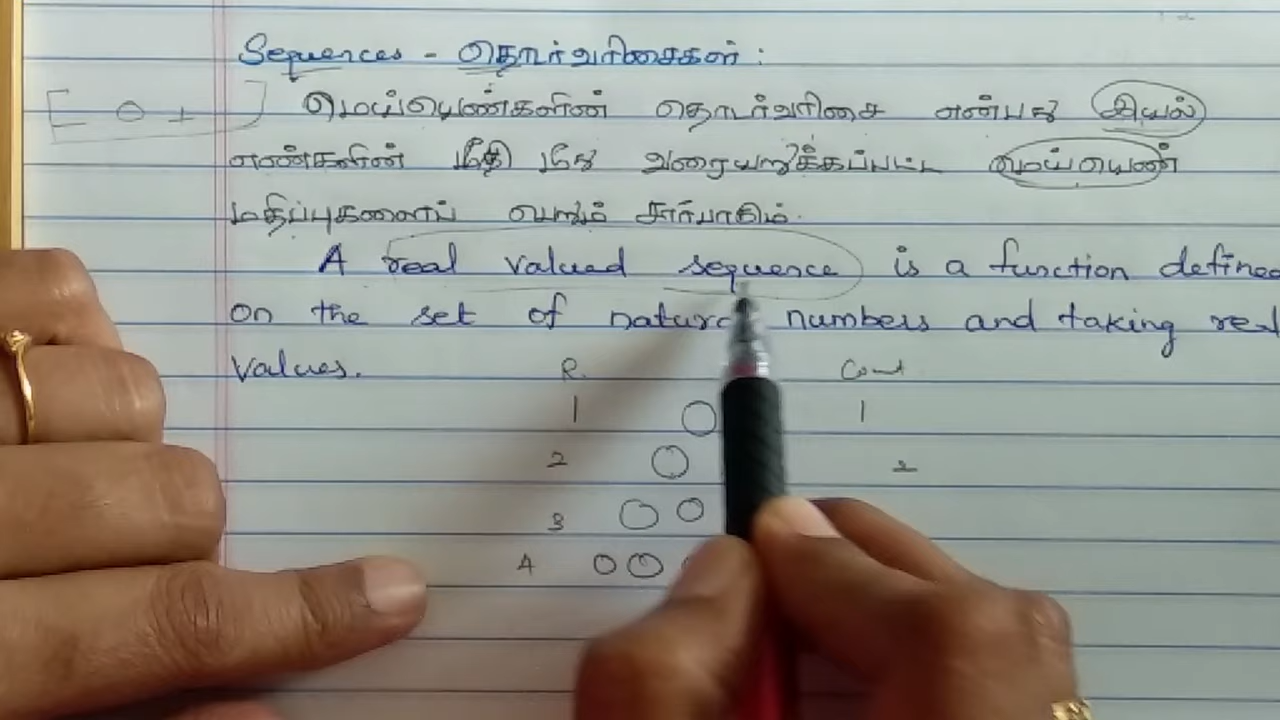 Sequences - தொடர்வரிசைகள் :
மெய்யெண்களின் தொடர்வரிசை என்பது இயல்
எண்களின் மீது வரையறுக்கப்பட்ட மெய்யெண்
மதிப்புகளைப் பெறும் சார்பாகும்.
A real valued sequence is a function define
on the set of natura numbers and taking real
values. R.
1 1
2 2
3
4